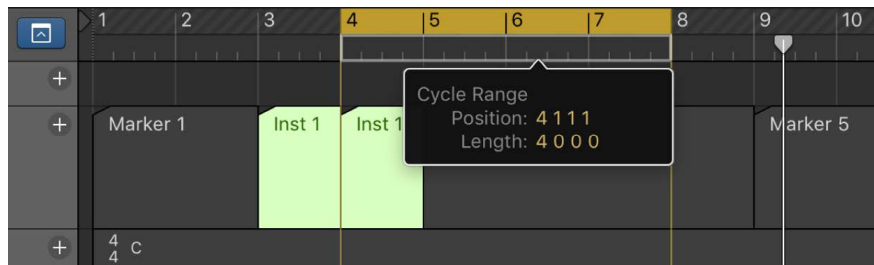 1 2 3 4 5 6 7 8 9 10
Cycle Range
Position: 4 1 1 1
Length: 4 0 0 0
Marker 1 Inst 1 Inst 1 Marker 5
4
4 C